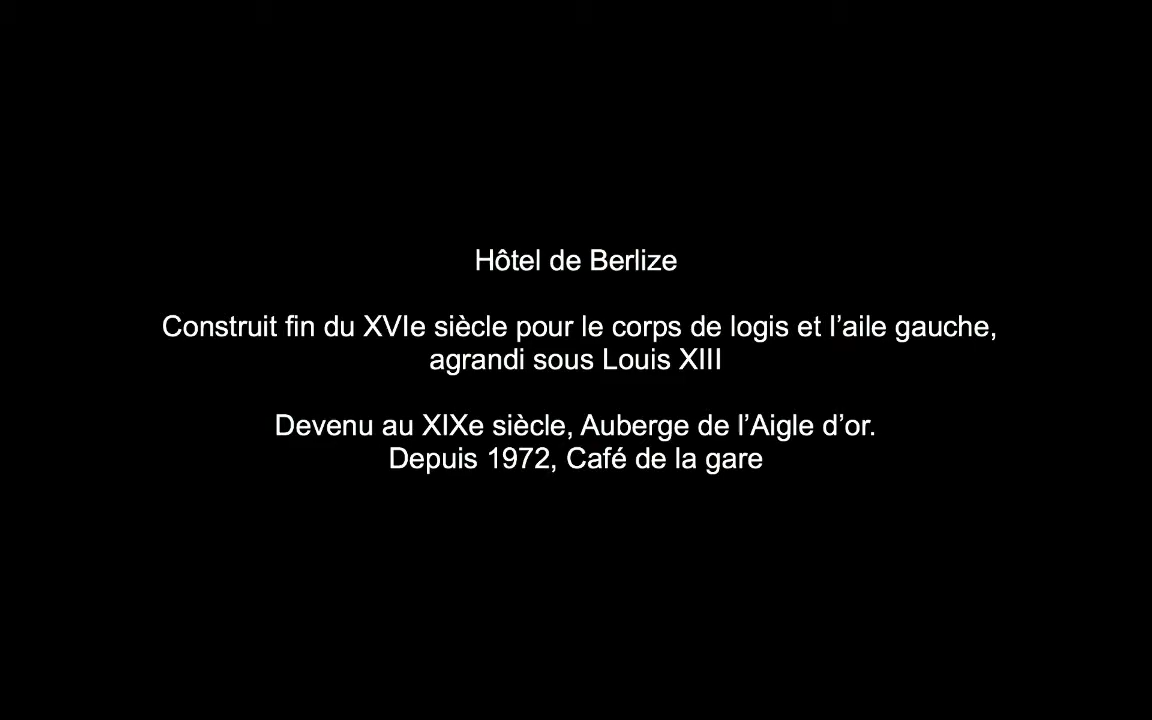 Hôtel de Berlize
Construit fin du XVIe siècle pour le corps de logis et l’aile gauche,
agrandi sous Louis XIII
Devenu au XIXe siècle, Auberge de l’Aigle d’or.
Depuis 1972, Café de la gare